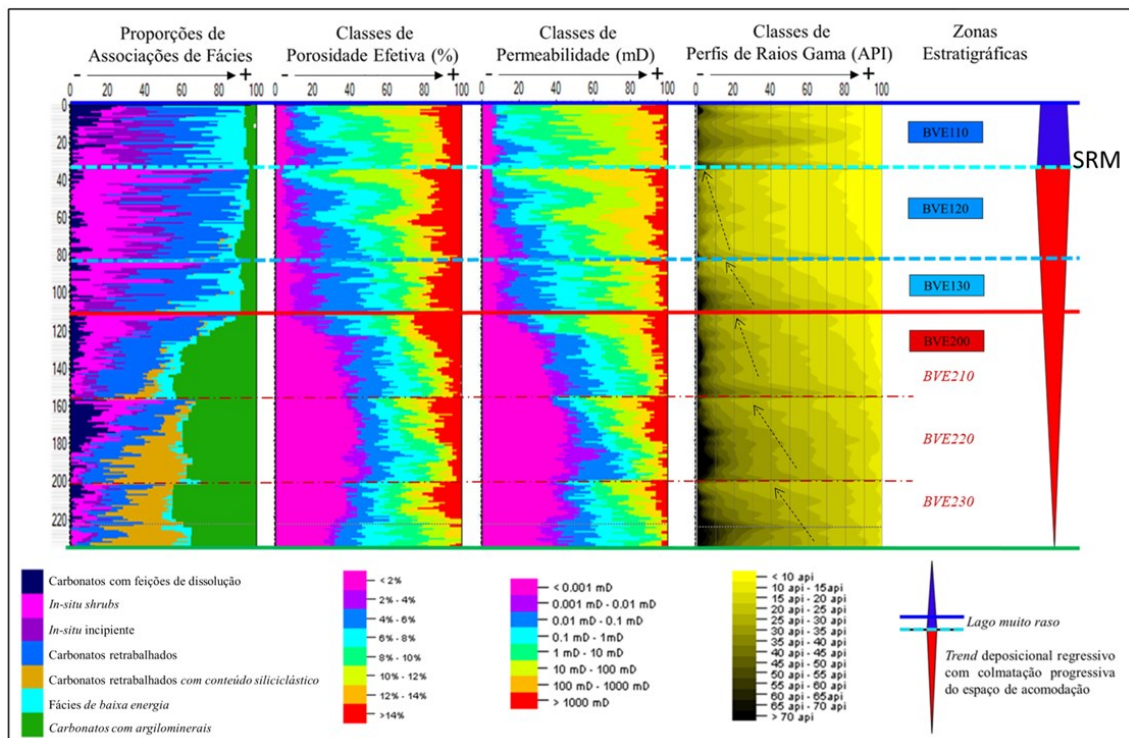 Proporções de
Associações de Fácies
- +
0 20 40 60 80 100
Classes de
Porosidade Efetiva (%)
- +
0 20 40 60 80 100
Classes de
Permeabilidade (mD)
- +
0 20 40 60 80 100
Classes de
Perfis de Raios Gama (API)
- +
0 20 40 60 80 100
Zonas
Estratigráficas
0
20
40
60
80
100
120
140
160
180
200
220
BVE110
SRM
BVE120
BVE130
BVE200
BVE210
BVE220
BVE230
Carbonatos com feições de dissolução
In-situ shrubs
In-situ incipiente
Carbonatos retrabalhados
Carbonatos retrabalhados com conteúdo siliciclástico
Fácies de baixa energia
Carbonatos com argilominerais
< 2%
2% - 4%
4% - 6%
6% - 8%
8% - 10%
10% - 12%
12% - 14%
>14%
< 0.001 mD
0.001 mD - 0.01 mD
0.01 mD - 0.1 mD
0.1 mD - 1mD
1 mD - 10 mD
10 mD - 100 mD
100 mD - 1000 mD
> 1000 mD
< 10 api
10 api - 15api
15 api - 20 api
20 api - 25 api
25 api - 30 api
30 api - 35 api
35 api - 40 api
40 api - 45 api
45 api - 50 api
50 api - 55 api
55 api - 60 api
60 api - 65 api
65 api - 70 api
> 70 api
Lago muito raso
Trend deposicional regressivo
com colmatação progressiva
do espaço de acomodação